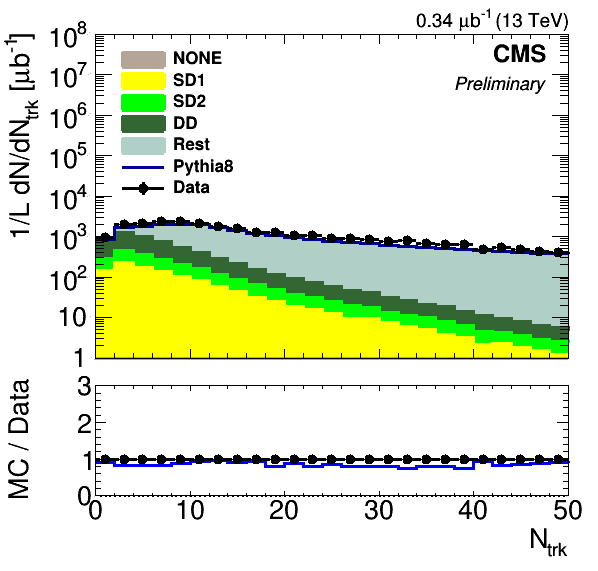 0.34 μb⁻¹ (13 TeV)
CMS
Preliminary
1/L dN/dN_trk [μb⁻¹]
10⁸
10⁷
10⁶
10⁵
10⁴
10³
10²
10
1
NONE
SD1
SD2
DD
Rest
Pythia8
Data
MC / Data
3
2
1
0
0 10 20 30 40 50
N_trk